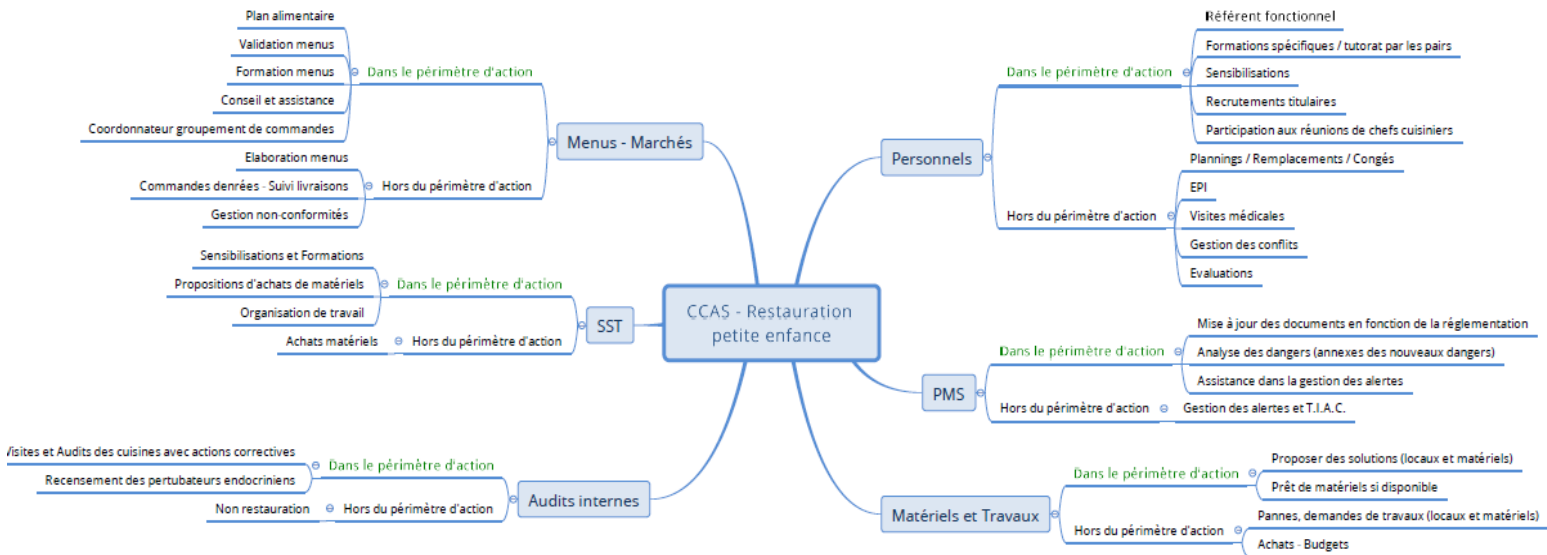 CCAS - Restauration
petite enfance
Menus - Marchés
Dans le périmètre d'action
Plan alimentaire
Validation menus
Formation menus
Conseil et assistance
Coordonnateur groupement de commandes
Hors du périmètre d'action
Elaboration menus
Commandes denrées - Suivi livraisons
Gestion non-conformités
SST
Dans le périmètre d'action
Sensibilisations et Formations
Propositions d'achats de matériels
Organisation de travail
Hors du périmètre d'action
Achats matériels
Audits internes
Dans le périmètre d'action
Visites et Audits des cuisines avec actions correctives
Recensement des pertubateurs endocriniens
Hors du périmètre d'action
Non restauration
Personnels
Dans le périmètre d'action
Référent fonctionnel
Formations spécifiques / tutorat par les pairs
Sensibilisations
Recrutements titulaires
Participation aux réunions de chefs cuisiniers
Hors du périmètre d'action
Plannings / Remplacements / Congés
EPI
Visites médicales
Gestion des conflits
Evaluations
PMS
Dans le périmètre d'action
Mise à jour des documents en fonction de la réglementation
Analyse des dangers (annexes des nouveaux dangers)
Assistance dans la gestion des alertes
Hors du périmètre d'action
Gestion des alertes et T.I.A.C.
Matériels et Travaux
Dans le périmètre d'action
Proposer des solutions (locaux et matériels)
Prêt de matériels si disponible
Hors du périmètre d'action
Pannes, demandes de travaux (locaux et matériels)
Achats - Budgets